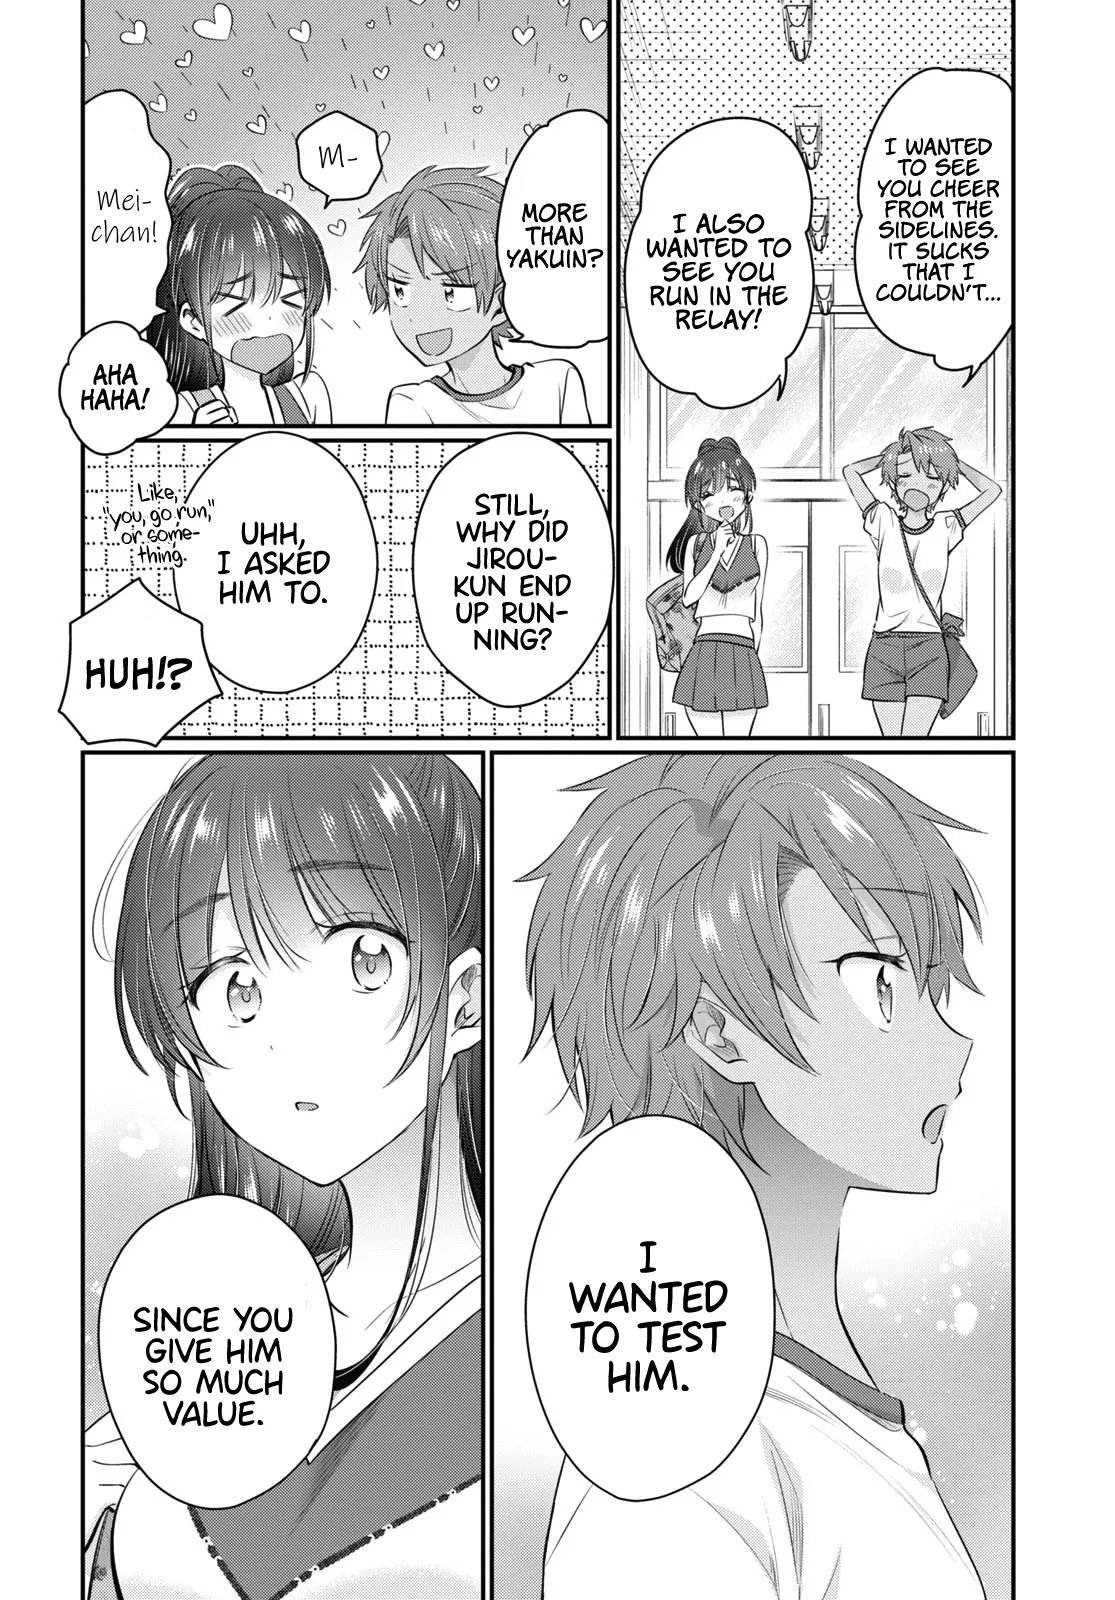 I WANTED
TO SEE
YOU CHEER
FROM THE
SIDELINES.
IT SUCKS
THAT I
COULDN'T...
I ALSO
WANTED TO
SEE YOU
RUN IN THE
RELAY!
MORE
THAN
YAKUIN?
M-
Mei-
chan!
AHA
HAHA!
STILL,
WHY DID
JIROU-
KUN END
UP RUN-
NING?
UHH,
I ASKED
HIM TO.
Like,
"you, go run,"
or some-
thing.
HUH!?
I
WANTED
TO TEST
HIM.
SINCE YOU
GIVE HIM
SO MUCH
VALUE.